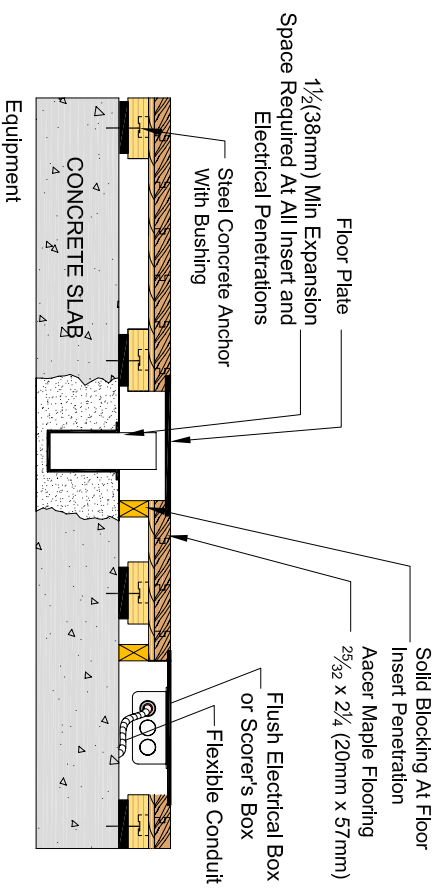 Solid Blocking At Floor
Insert Penetration
Aacer Maple Flooring
25/32 x 2 1/4 (20mm x 57mm)
Floor Plate
1½(38mm) Min Expansion
Space Required At All Insert and
Electrical Penetrations
Steel Concrete Anchor
With Bushing
Flush Electrical Box
or Scorer's Box
Flexible Conduit
CONCRETE SLAB
Equipment